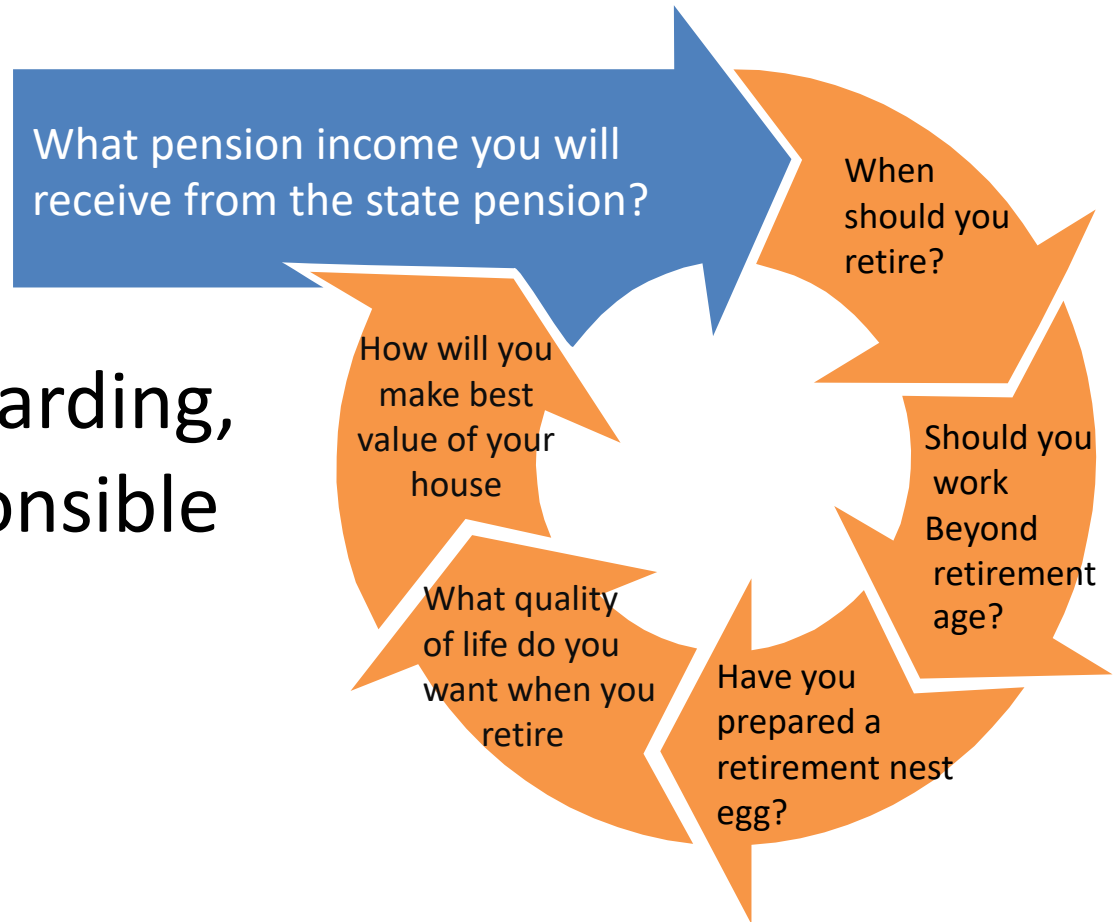 What pension income you will
receive from the state pension?
When
should you
retire?
Should you
work
Beyond
retirement
age?
Have you
prepared a
retirement nest
egg?
What quality
of life do you
want when you
retire
How will you
make best
value of your
house
arding,
onsible